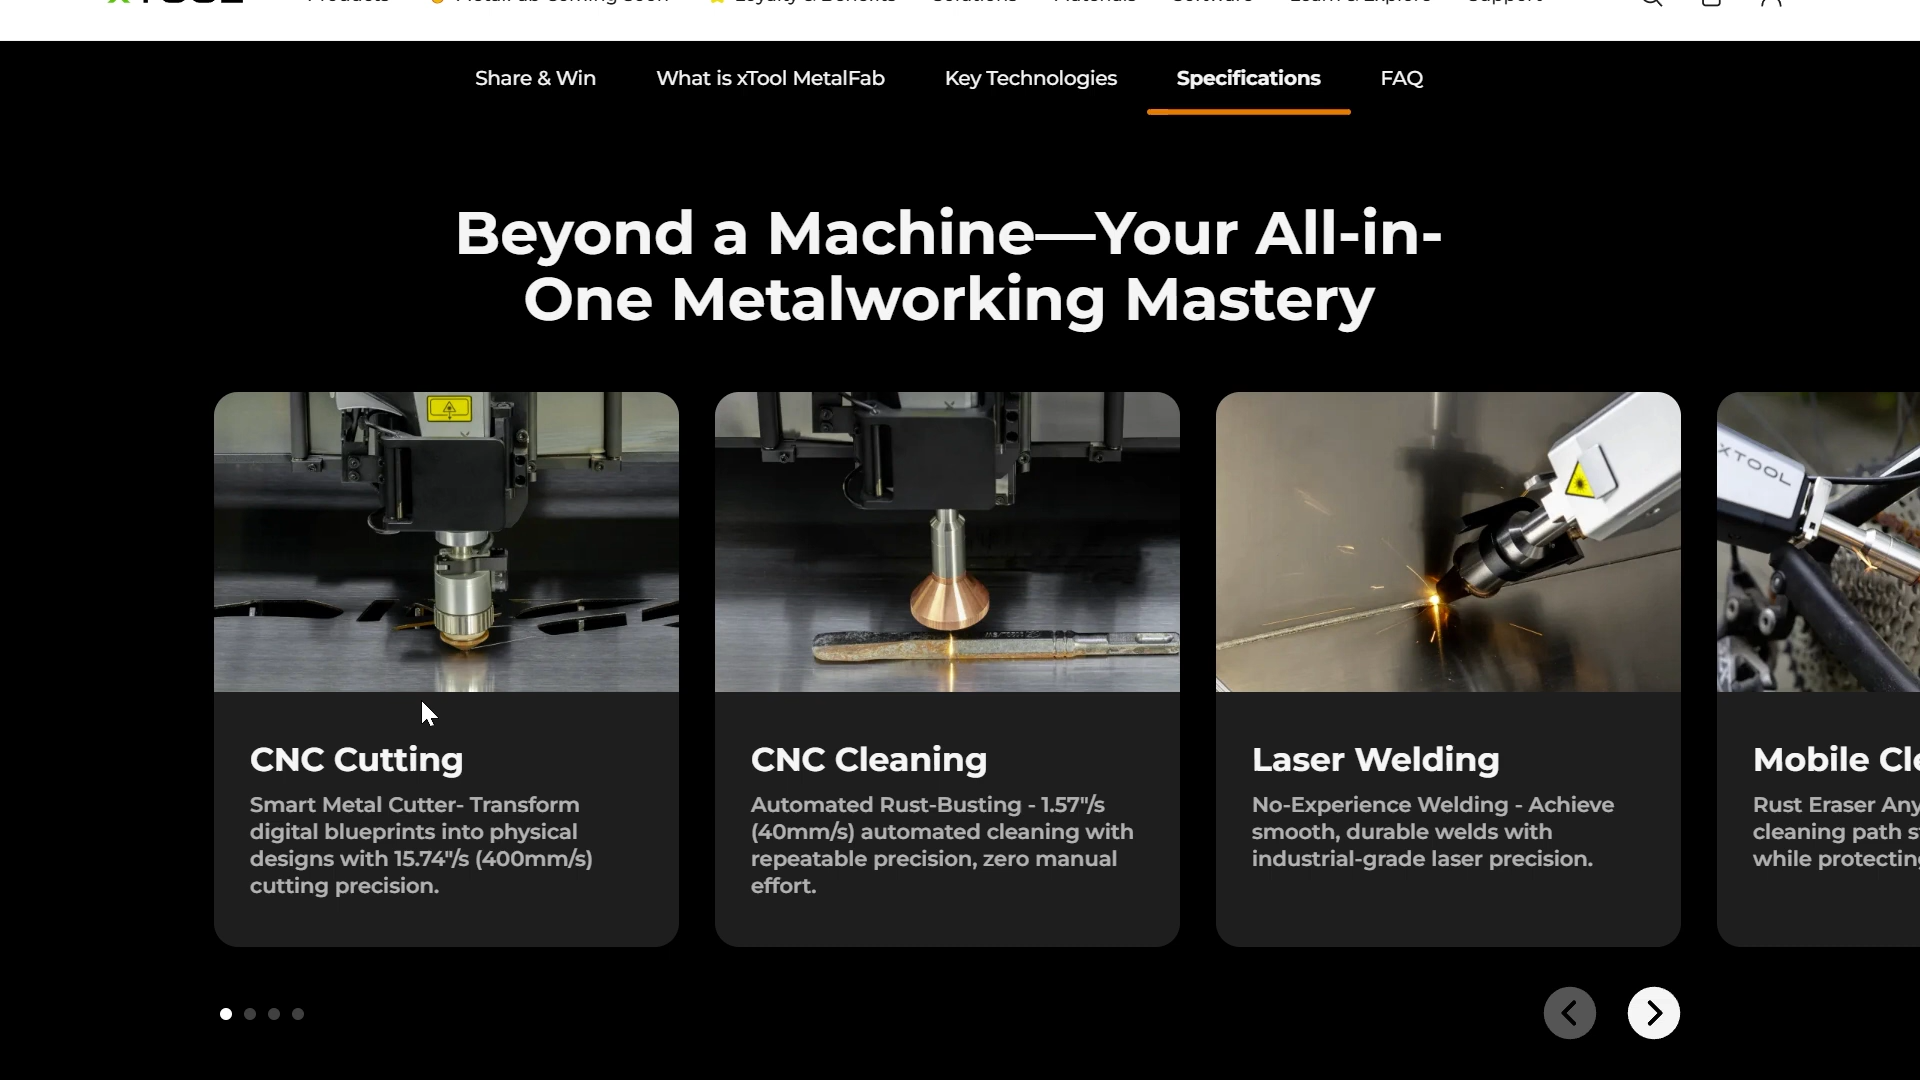 Share & Win What is xTool MetalFab Key Technologies Specifications FAQ
Beyond a Machine—Your All-in-
One Metalworking Mastery
XTOOL
CNC Cutting
Smart Metal Cutter- Transform
digital blueprints into physical
designs with 15.74"/s (400mm/s)
cutting precision.
CNC Cleaning
Automated Rust-Busting - 1.57"/s
(40mm/s) automated cleaning with
repeatable precision, zero manual
effort.
Laser Welding
No-Experience Welding - Achieve
smooth, durable welds with
industrial-grade laser precision.
Mobile
Rust Eraser
cleaning path
while